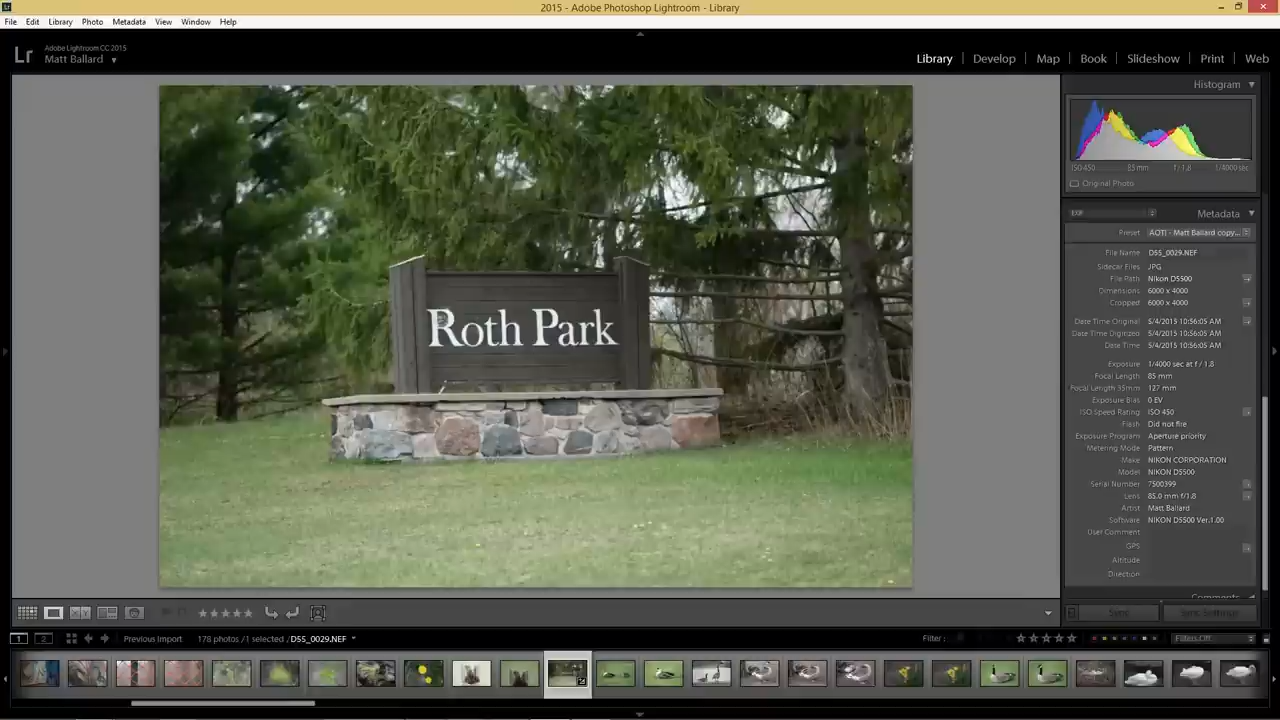 2015 - Adobe Photoshop Lightroom - Library
File Edit Library Photo Metadata View Window Help
Lr
Adobe Lightroom CC 2015
Matt Ballard
Library | Develop | Map | Book | Slideshow | Print | Web
Histogram
ISO 450 85 mm f / 1.8 1/4000 sec
Original Photo
Roth Park
EXIF Metadata
Preset AOTI - Matt Ballard copy...
File Name D55_0029.NEF
Sidecar Files JPG
File Path Nikon D5500
Dimensions 6000 x 4000
Cropped 6000 x 4000
Date Time Original 5/4/2015 10:56:05 AM
Date Time Digitized 5/4/2015 10:56:05 AM
Date Time 5/4/2015 10:56:05 AM
Exposure 1/4000 sec at f / 1.8
Focal Length 85 mm
Focal Length 35mm 127 mm
Exposure Bias 0 EV
ISO Speed Rating ISO 450
Flash Did not fire
Exposure Program Aperture priority
Metering Mode Pattern
Make NIKON CORPORATION
Model NIKON D5500
Serial Number 7500399
Lens 85.0 mm f/1.8
Artist Matt Ballard
Software NIKON D5500 Ver.1.00
User Comment
GPS
Altitude
Direction
Comments
Sync Sync Settings
1 2 Previous Import 178 photos / 1 selected / D55_0029.NEF Filter : Filters Off